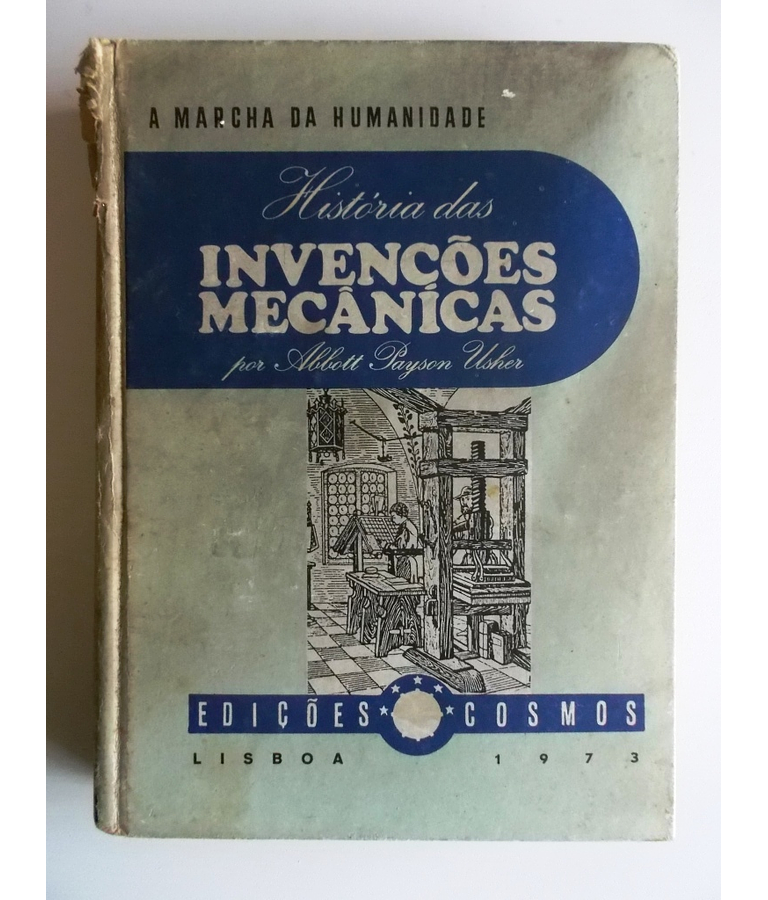 A MARCHA DA HUMANIDADE
História das
INVENÇÕES
MECÂNICAS
por Abbott Payson Usher
EDIÇÕES COSMOS
LISBOA 1973